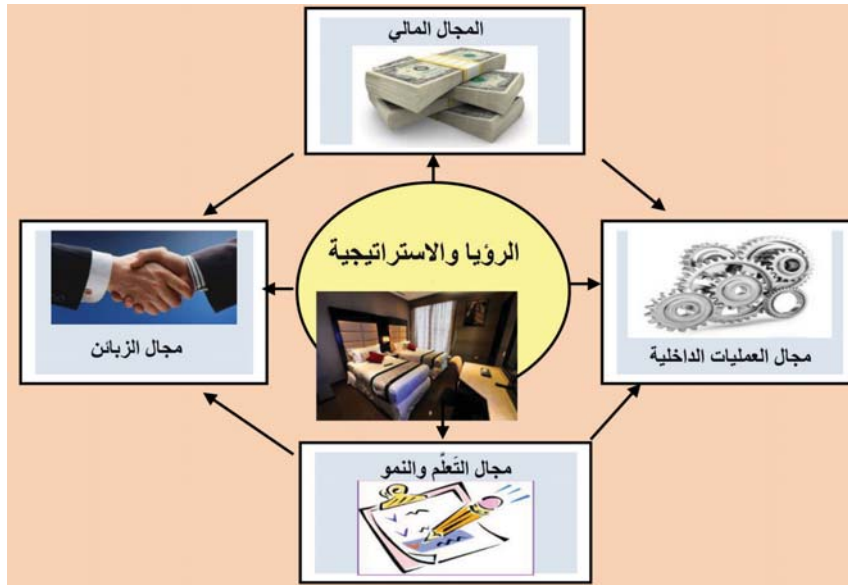 المجال المالي
الرؤيا والاستراتيجية
مجال الزبائن
مجال العمليات الداخلية
مجال التَعلُّم والنمو